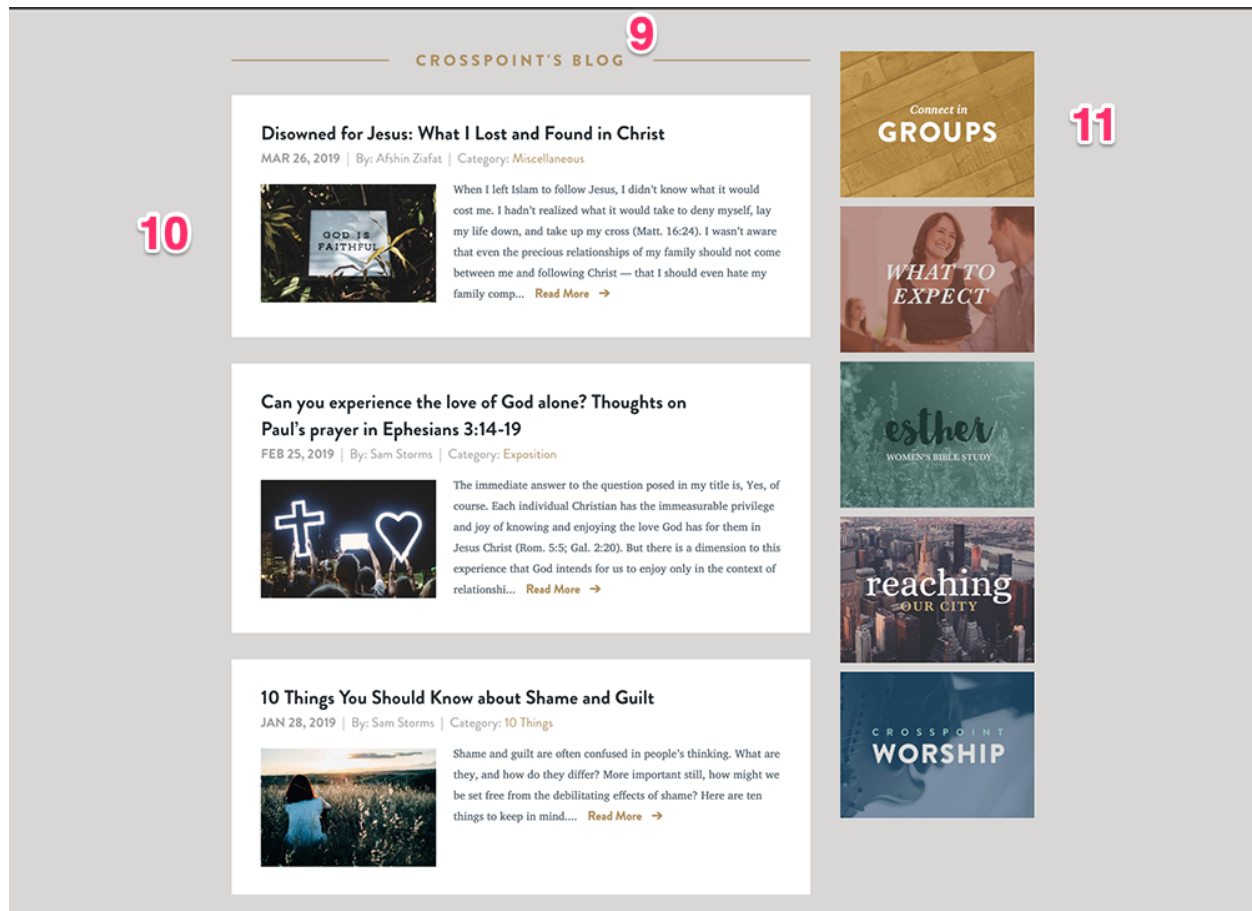 9
CROSSPOINT'S BLOG
10
Disowned for Jesus: What I Lost and Found in Christ
MAR 26, 2019 | By: Afshin Ziafat | Category: Miscellaneous
GOD IS
FAITHFUL
When I left Islam to follow Jesus, I didn't know what it would
cost me. I hadn't realized what it would take to deny myself, lay
my life down, and take up my cross (Matt. 16:24). I wasn't aware
that even the precious relationships of my family should not come
between me and following Christ — that I should even hate my
family comp... Read More →
Can you experience the love of God alone? Thoughts on
Paul's prayer in Ephesians 3:14-19
FEB 25, 2019 | By: Sam Storms | Category: Exposition
The immediate answer to the question posed in my title is, Yes, of
course. Each individual Christian has the immeasurable privilege
and joy of knowing and enjoying the love God has for them in
Jesus Christ (Rom. 5:5; Gal. 2:20). But there is a dimension to this
experience that God intends for us to enjoy only in the context of
relationshi... Read More →
10 Things You Should Know about Shame and Guilt
JAN 28, 2019 | By: Sam Storms | Category: 10 Things
Shame and guilt are often confused in people's thinking. What are
they, and how do they differ? More important still, how might we
be set free from the debilitating effects of shame? Here are ten
things to keep in mind.... Read More →
11
Connect in
GROUPS
WHAT TO
EXPECT
esther
WOMEN'S BIBLE STUDY
reaching
OUR CITY
CROSSPOINT
WORSHIP